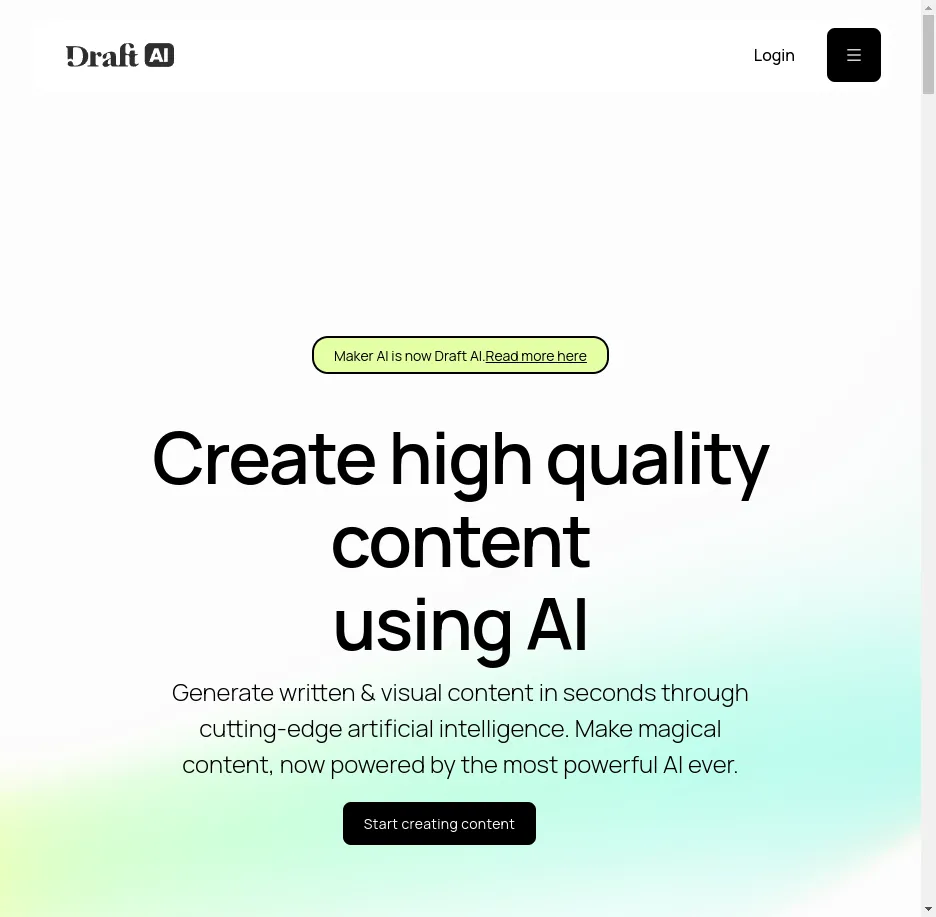 Draft AI
Login
Maker AI is now Draft AI.Read more here
Create high quality
content
using AI
Generate written & visual content in seconds through
cutting-edge artificial intelligence. Make magical
content, now powered by the most powerful AI ever.
Start creating content